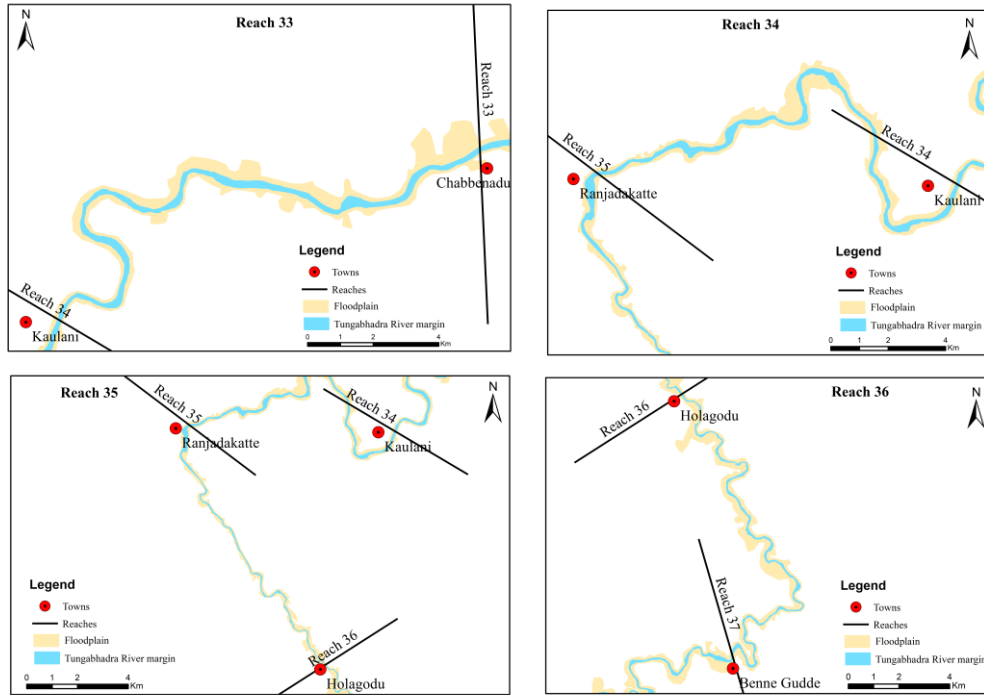 Reach 33
N
Reach 33
Chabbenadu
Reach 34
Kaulani
Legend
Towns
Reaches
Floodplain
Tungabhadra River margin
0 2 4
Km
Reach 34
N
Reach 34
Reach 35
Ranjadakatte
Kaulani
Legend
Towns
Reaches
Floodplain
Tungabhadra River margin
0 1 2 4
Km
Reach 35
N
Reach 35
Reach 34
Ranjadakatte
Kaulani
Legend
Towns
Reaches
Floodplain
Tungabhadra River margin
0 1 2 4
Km
Reach 36
Holagodu
Reach 36
N
Reach 36
Holagodu
Reach 37
Benne Gudde
Legend
Towns
Reaches
Floodplain
Tungabhadra River margin
0 1 2 4
Km